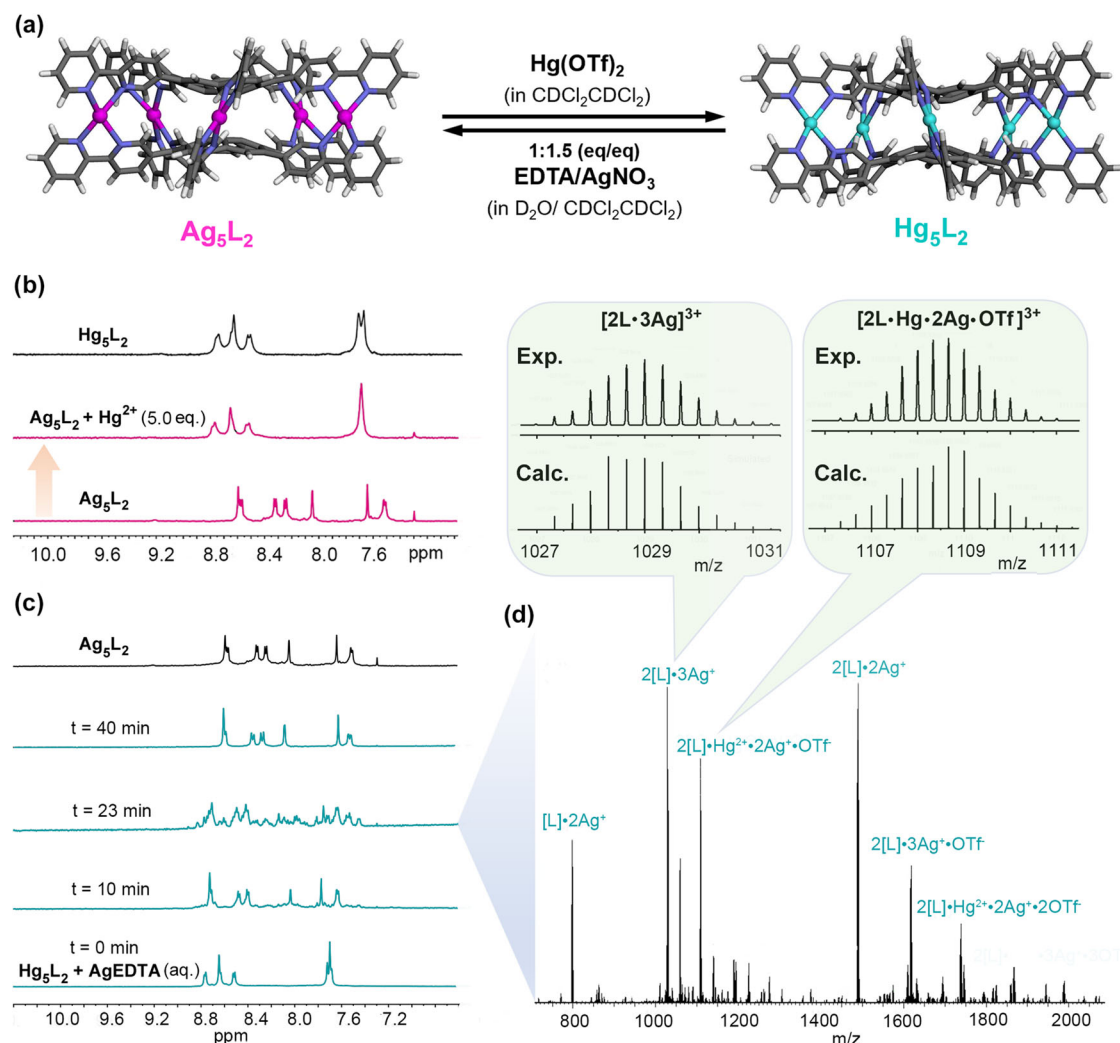 (a)
Hg(OTf)₂
(in CDCl₂CDCl₂)
1:1.5 (eq/eq)
EDTA/AgNO₃
(in D₂O/ CDCl₂CDCl₂)
Ag₅L₂
Hg₅L₂
(b)
Hg₅L₂
Ag₅L₂ + Hg²⁺ (5.0 eq.)
Ag₅L₂
10.0 9.6 9.2 8.8 8.4 8.0 7.6 ppm
[2L·3Ag]³⁺
Exp.
Calc.
1027 1029 1031
m/z
[2L·Hg·2Ag·OTf]³⁺
Exp.
Calc.
1107 1109 1111
m/z
(c)
Ag₅L₂
t = 40 min
t = 23 min
t = 10 min
t = 0 min
Hg₅L₂ + AgEDTA (aq.)
10.0 9.6 9.2 8.8 8.4 8.0 7.6 7.2
ppm
(d)
2[L]•3Ag⁺
2[L]•2Ag⁺
2[L]•Hg²⁺•2Ag⁺•OTf⁻
[L]•2Ag⁺
2[L]•3Ag⁺•OTf⁻
2[L]•Hg²⁺•2Ag⁺•2OTf⁻
800 1000 1200 1400 1600 1800 2000
m/z